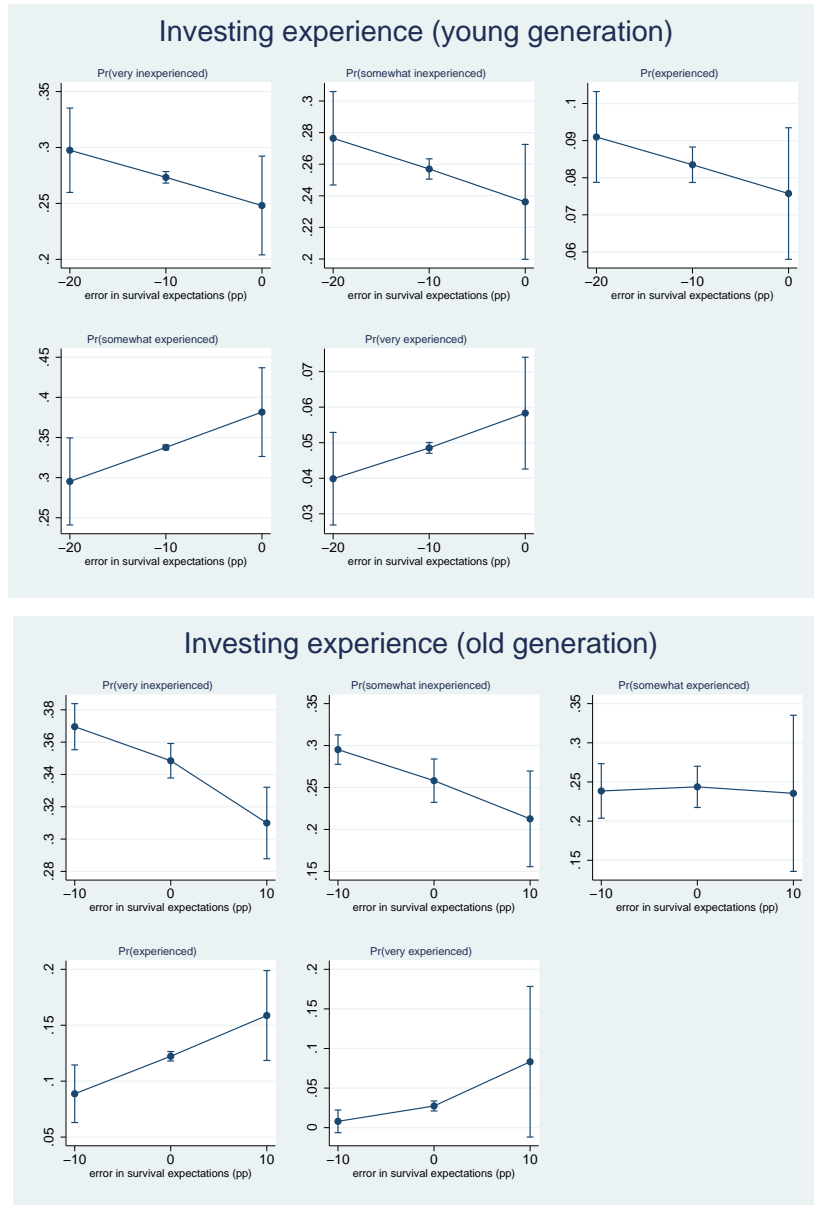 Investing experience (young generation)
Pr(very inexperienced)
.35
.3
.25
.2
−20 −10 0
error in survival expectations (pp)
Pr(somewhat inexperienced)
.3
.28
.26
.24
.22
.2
−20 −10 0
error in survival expectations (pp)
Pr(experienced)
.1
.09
.08
.07
.06
−20 −10 0
error in survival expectations (pp)
Pr(somewhat experienced)
.45
.4
.35
.3
.25
−20 −10 0
error in survival expectations (pp)
Pr(very experienced)
.07
.06
.05
.04
.03
−20 −10 0
error in survival expectations (pp)
Investing experience (old generation)
Pr(very inexperienced)
.38
.36
.34
.32
.3
.28
−10 0 10
error in survival expectations (pp)
Pr(somewhat inexperienced)
.35
.3
.25
.2
.15
−10 0 10
error in survival expectations (pp)
Pr(somewhat experienced)
.35
.3
.25
.2
.15
−10 0 10
error in survival expectations (pp)
Pr(experienced)
.2
.15
.1
.05
−10 0 10
error in survival expectations (pp)
Pr(very experienced)
.2
.15
.1
.05
0
−10 0 10
error in survival expectations (pp)